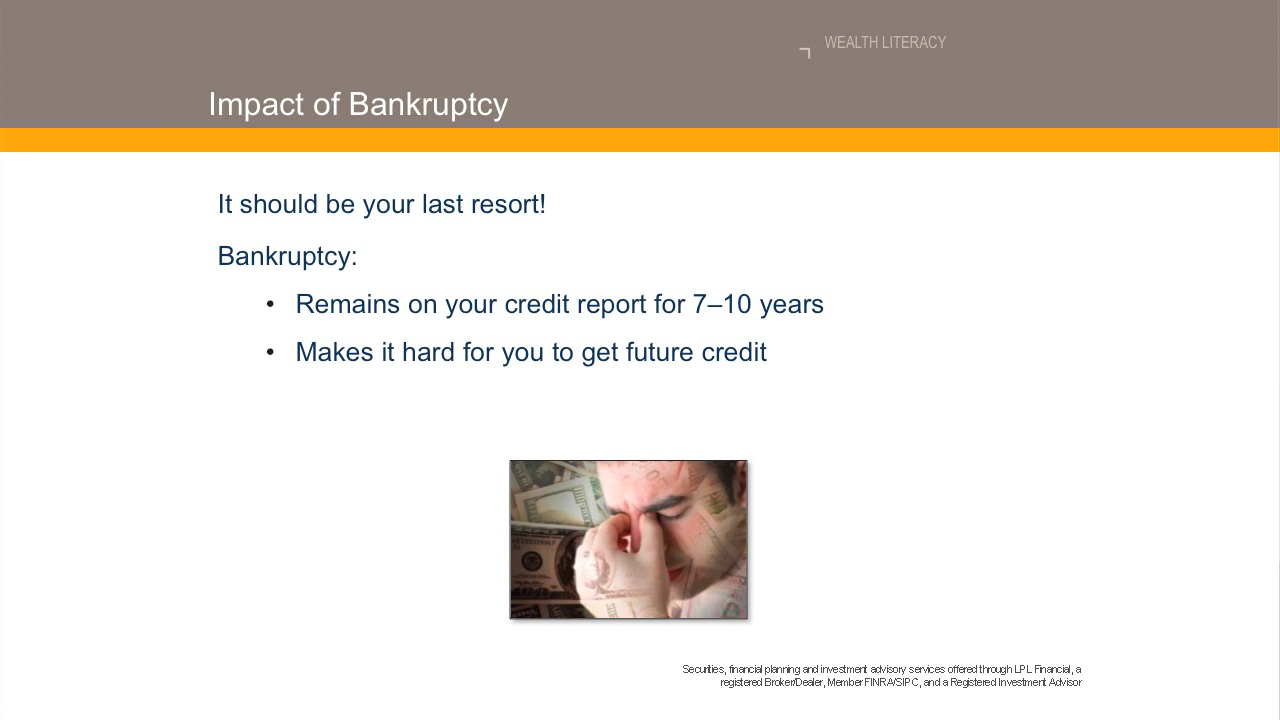 WEALTH LITERACY
Impact of Bankruptcy
It should be your last resort!
Bankruptcy:
• Remains on your credit report for 7–10 years
• Makes it hard for you to get future credit
Securities, financial planning and investment advisory services offered through LPL Financial, a
registered Broker/Dealer, Member FINRA/SIPC, and a Registered Investment Advisor